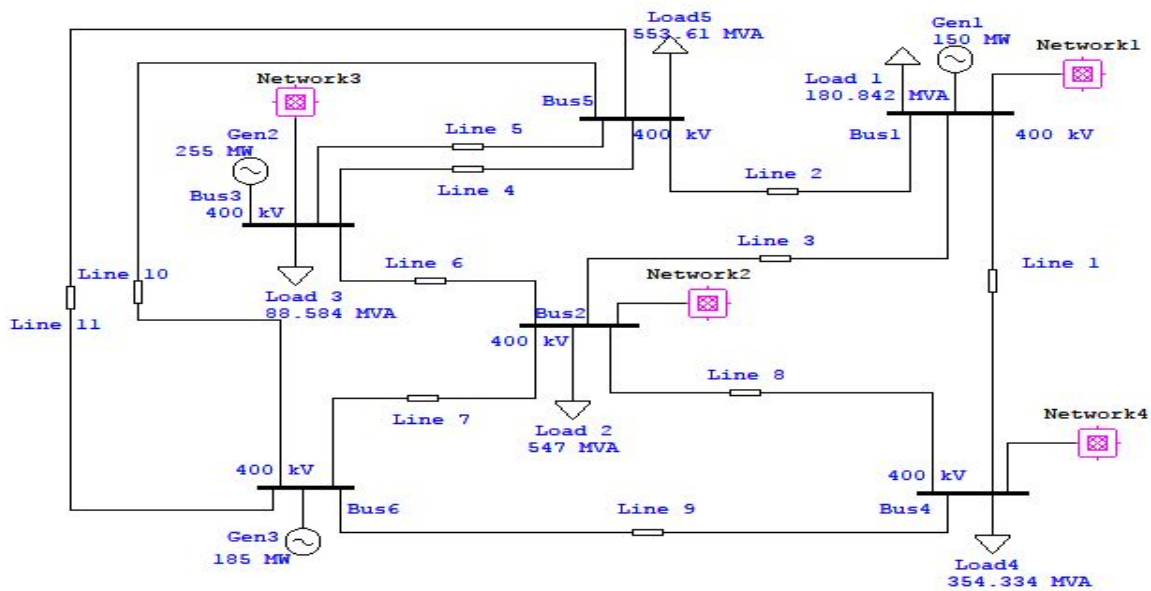 Load5
553.61 MVA
Gen1
150 MW
Network1
Network3
Load 1
180.842 MVA
Bus5
400 kV
Bus1
400 kV
Line 5
Gen2
255 MW
Line 4
Line 2
Bus3
400 kV
Line 3
Line 6
Line 1
Line 10
Network2
Load 3
88.584 MVA
Line 11
Bus2
400 kV
Line 8
Line 7
Load 2
547 MVA
Network4
400 kV
400 kV
Bus6
Line 9
Bus4
Gen3
185 MW
Load4
354.334 MVA